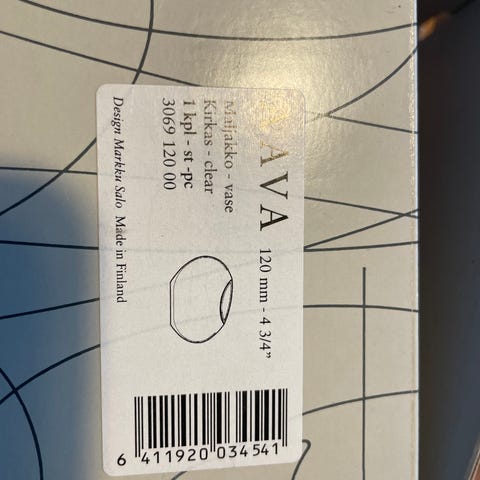 AVA 120 mm - 4 3/4"
Maljakko - vase
Kirkas - clear
1 kpl - st -pc
3069 120 00
Design Markku Salo Made in Finland
6 411920 034541